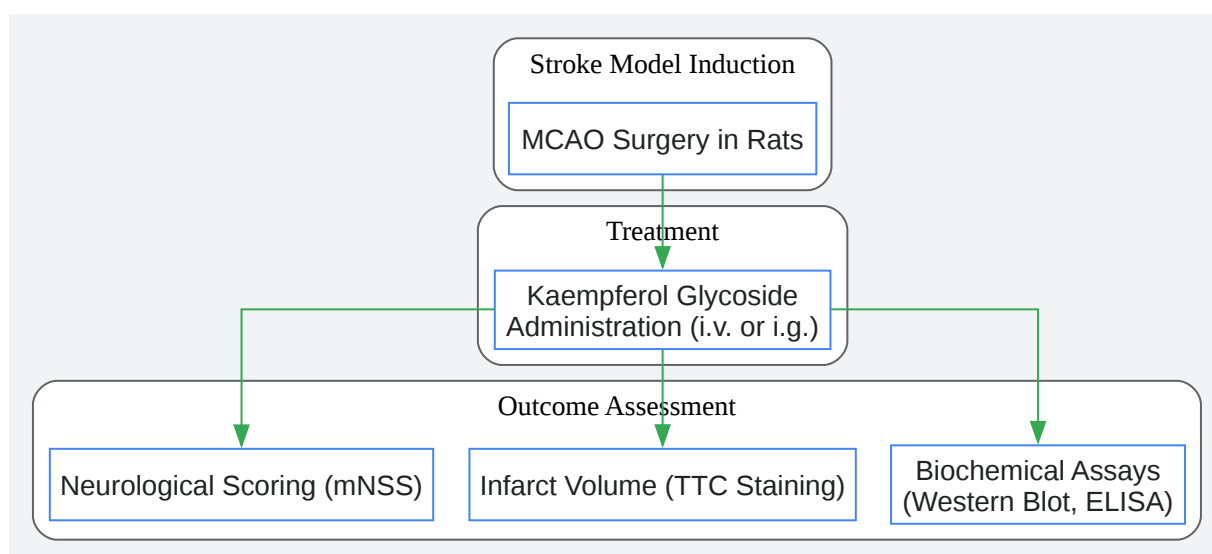 Stroke Model Induction
MCAO Surgery in Rats
Treatment
Kaempferol Glycoside
Administration (i.v. or i.g.)
Outcome Assessment
Neurological Scoring (mNSS)
Infarct Volume (TTC Staining)
Biochemical Assays
(Western Blot, ELISA)